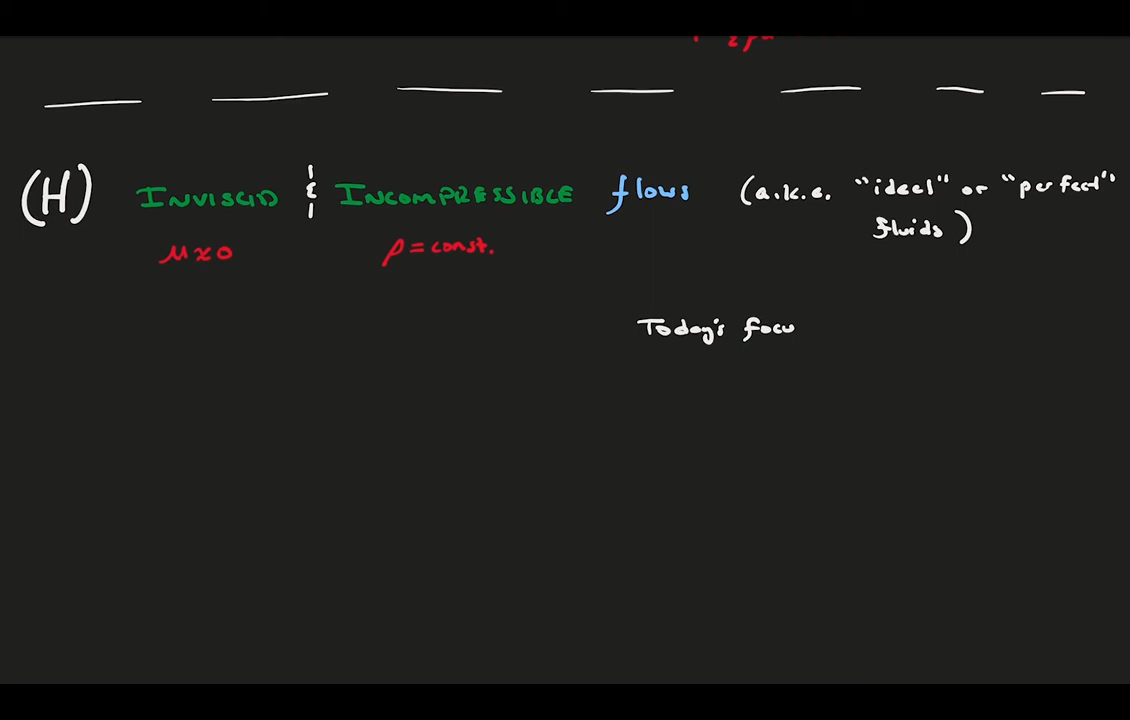 (H) INVISCID & INCOMPRESSIBLE flows (a.k.a. "ideal" or "perfect"
fluids)
μ≈0 ρ = const.
Today's focu